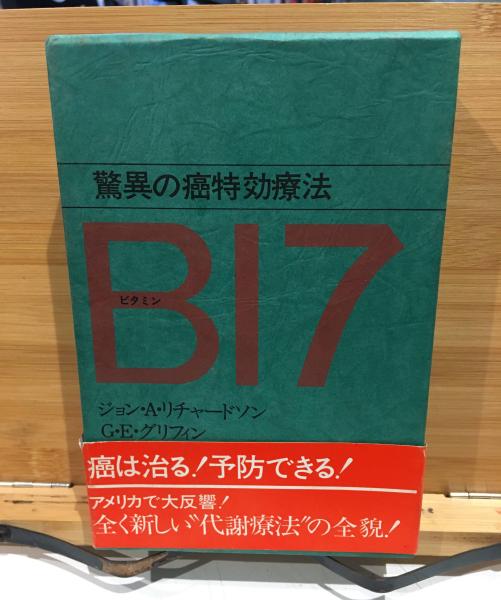 驚異の癌特効療法
B17
ビタミン
ジョン・A・リチャードソン
G・E・グリフィン
癌は治る!予防できる!
アメリカで大反響!
全く新しい“代謝療法”の全貌!